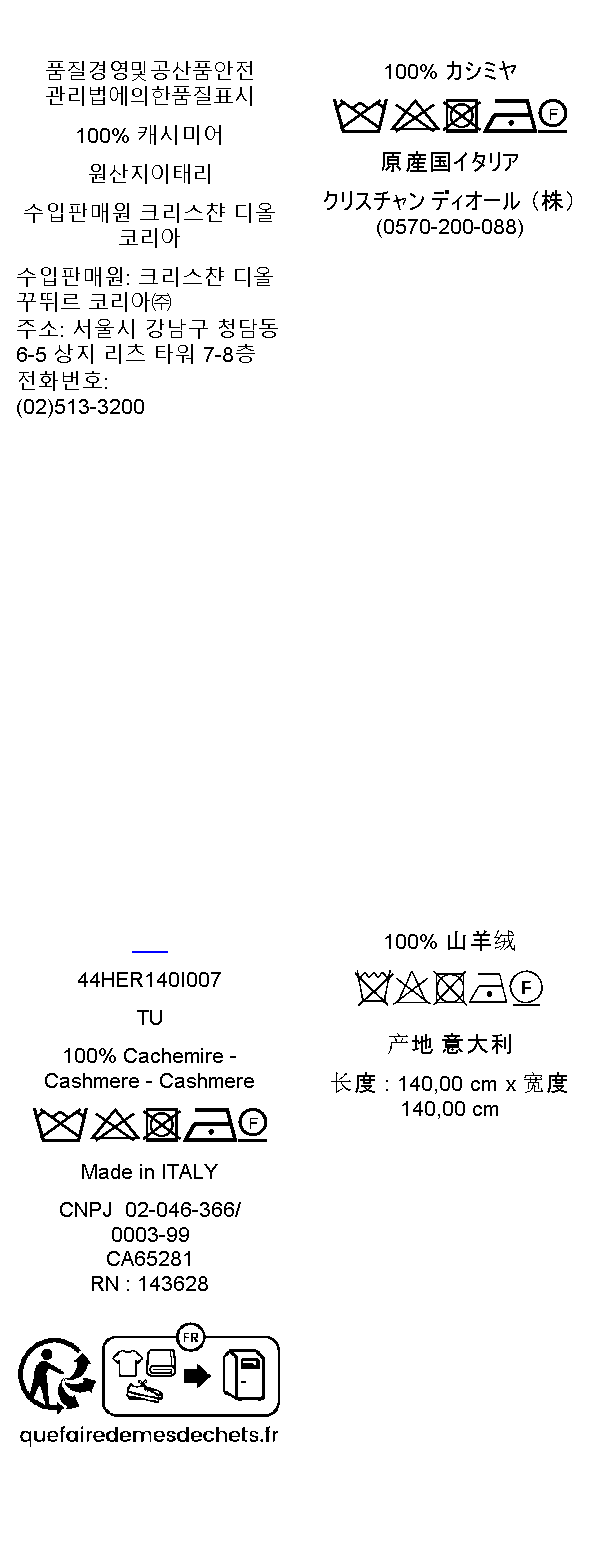 품질경영및공산품안전
관리법에의한품질표시
100% 캐시미어
원산지이태리
수입판매원 크리스챤 디올
코리아
수입판매원: 크리스챤 디올
꾸뛰르 코리아㈜
주소: 서울시 강남구 청담동
6-5 상지 리츠 타워 7-8층
전화번호:
(02)513-3200
100% カシミヤ
F
原産国イタリア
クリスチャン ディオール（株）
(0570-200-088)
44HER140I007
TU
100% Cachemire -
Cashmere - Cashmere
F
Made in ITALY
CNPJ 02-046-366/
0003-99
CA65281
RN : 143628
FR
quefairedemesdechets.fr
100% 山羊绒
F
产地 意大利
长度 : 140,00 cm x 宽度
140,00 cm